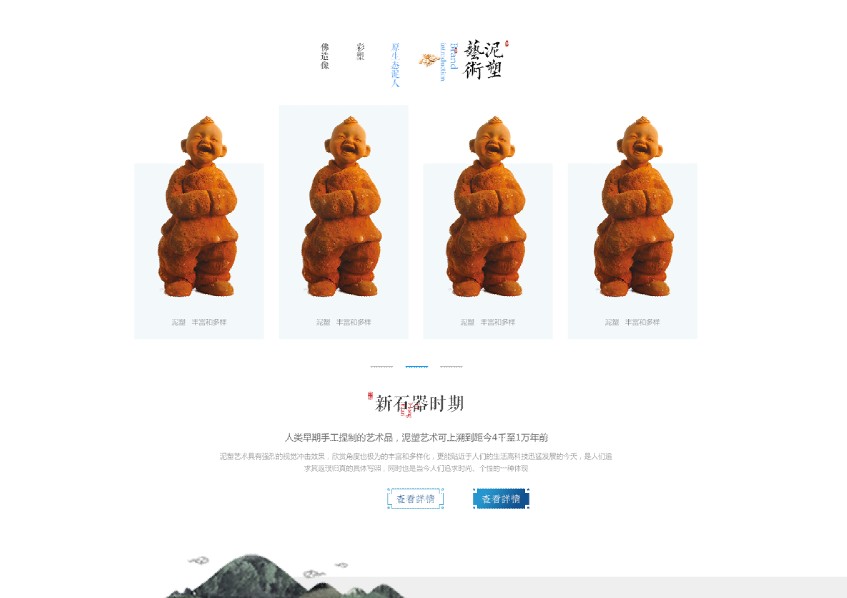 泥塑
藝術
Brand
introduction
原生态泥人
彩塑
佛造像
泥塑 丰富和多样
泥塑 丰富和多样
泥塑 丰富和多样
泥塑 丰富和多样
新石器时期
人类早期手工捏制的艺术品，泥塑艺术可上溯到距今4千至1万年前
泥塑艺术具有强烈的视觉冲击效果，欣赏角度也极为的丰富和多样化，更能贴近于人们的生活高科技迅猛发展的今天，是人们追
求其返璞归真的具体写照，同时也是当今人们追求时尚、个性的一种体现
查看詳情
查看詳情